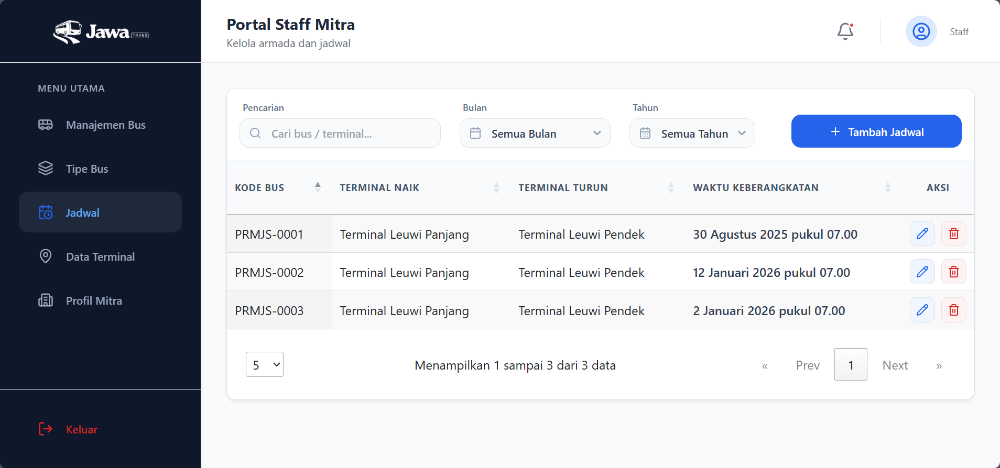 Jawa TRANS
MENU UTAMA
Manajemen Bus
Tipe Bus
Jadwal
Data Terminal
Profil Mitra
Keluar
Portal Staff Mitra
Kelola armada dan jadwal
Staff
Pencarian
Cari bus / terminal...
Bulan
Semua Bulan
Tahun
Semua Tahun
+ Tambah Jadwal
KODE BUS TERMINAL NAIK TERMINAL TURUN WAKTU KEBERANGKATAN AKSI
PRMJS-0001 Terminal Leuwi Panjang Terminal Leuwi Pendek 30 Agustus 2025 pukul 07.00
PRMJS-0002 Terminal Leuwi Panjang Terminal Leuwi Pendek 12 Januari 2026 pukul 07.00
PRMJS-0003 Terminal Leuwi Panjang Terminal Leuwi Pendek 2 Januari 2026 pukul 07.00
5 Menampilkan 1 sampai 3 dari 3 data « Prev 1 Next »